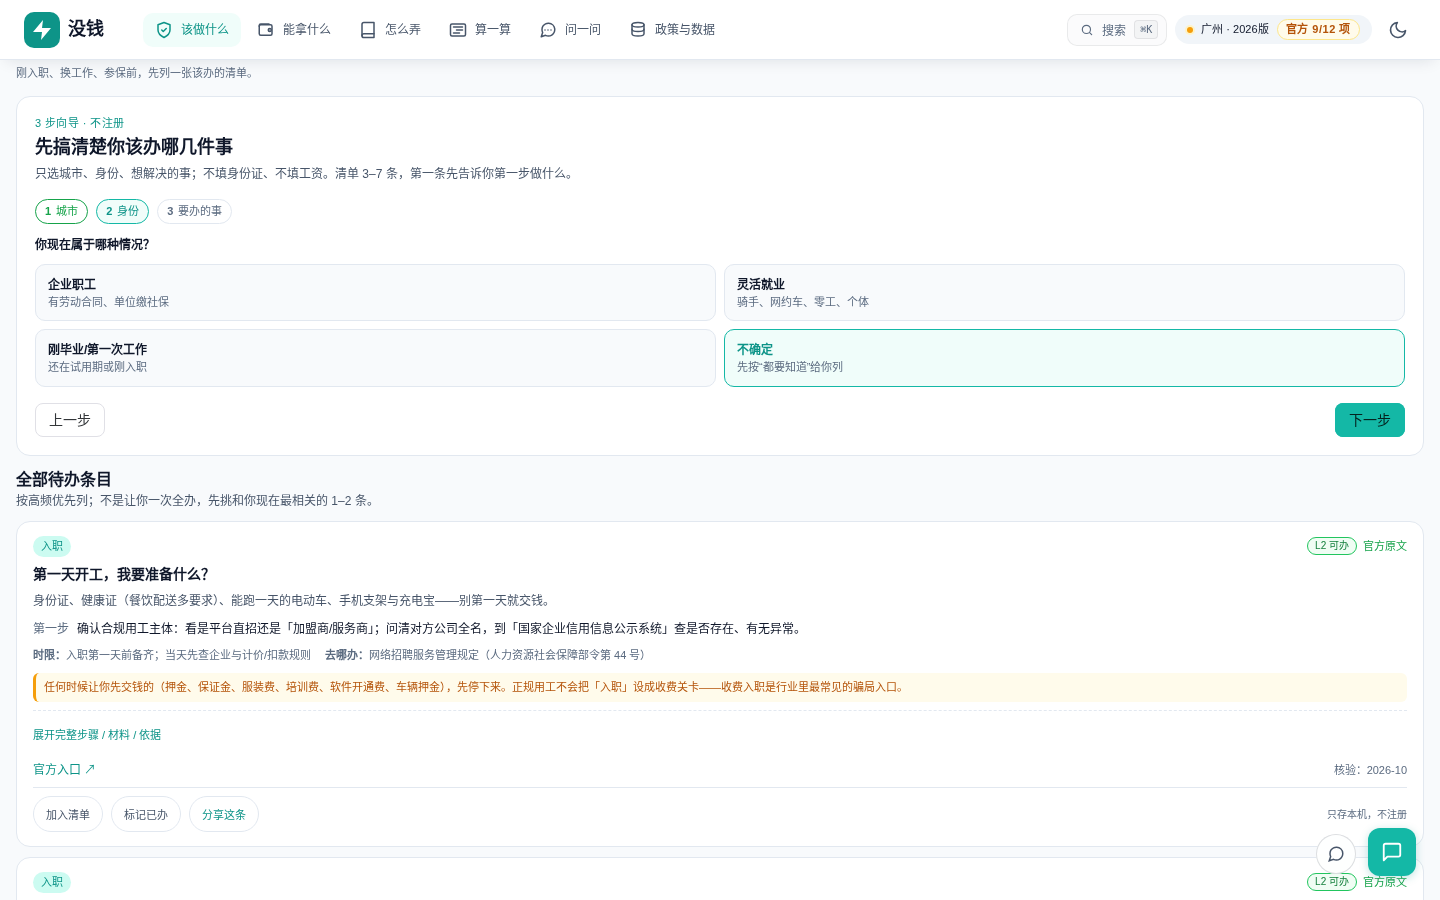 没钱
该做什么
能拿什么
怎么弄
算一算
问一问
政策与数据
搜索 ⌘K
广州 · 2026版 官方 9/12 项
刚入职、换工作、参保前，先列一张该办的清单。
3 步向导 · 不注册
先搞清楚你该办哪几件事
只选城市、身份、想解决的事；不填身份证、不填工资。清单 3–7 条，第一条先告诉你第一步做什么。
1 城市 2 身份 3 要办的事
你现在属于哪种情况？
企业职工
有劳动合同、单位缴社保
灵活就业
骑手、网约车、零工、个体
刚毕业/第一次工作
还在试用期或刚入职
不确定
先按“都要知道”给你列
上一步 下一步
全部待办条目
按高频优先列；不是让你一次全办，先挑和你现在最相关的 1–2 条。
入职 L2 可办 官方原文
第一天开工，我要准备什么？
身份证、健康证（餐饮配送多要求）、能跑一天的电动车、手机支架与充电宝——别第一天就交钱。
第一步 确认合规用工主体：看是平台直招还是「加盟商/服务商」；问清对方公司全名，到「国家企业信用信息公示系统」查是否存在、有无异常。
时限：入职第一天前备齐；当天先查企业与计价/扣款规则 去哪办：网络招聘服务管理规定（人力资源社会保障部令第 44 号）
任何时候让你先交钱的（押金、保证金、服装费、培训费、软件开通费、车辆押金），先停下来。正规用工不会把「入职」设成收费关卡——收费入职是行业里最常见的骗局入口。
展开完整步骤 / 材料 / 依据
官方入口 ↗ 核验：2026-10
加入清单 标记已办 分享这条 只存本机，不注册
入职 L2 可办 官方原文